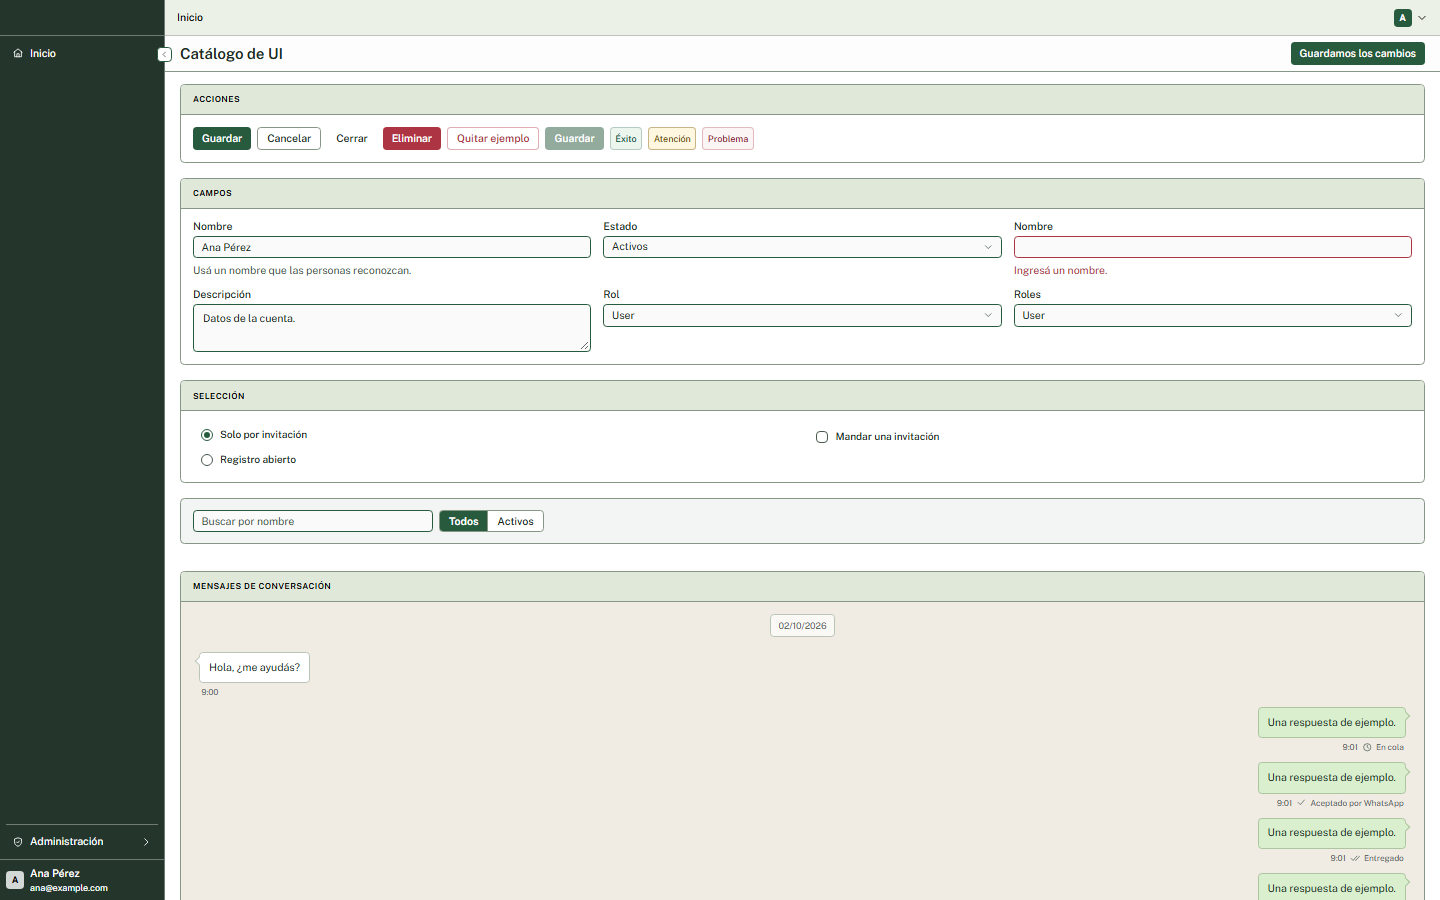 Inicio
A
Inicio
Catálogo de UI
Guardamos los cambios
ACCIONES
Guardar
Cancelar
Cerrar
Eliminar
Quitar ejemplo
Guardar
Éxito
Atención
Problema
CAMPOS
Nombre
Ana Pérez
Usá un nombre que las personas reconozcan.
Estado
Activos
Nombre
Ingresá un nombre.
Descripción
Datos de la cuenta.
Rol
User
Roles
User
SELECCIÓN
Solo por invitación
Registro abierto
Mandar una invitación
Buscar por nombre
Todos
Activos
MENSAJES DE CONVERSACIÓN
02/10/2026
Hola, ¿me ayudás?
9:00
Una respuesta de ejemplo.
9:01 En cola
Una respuesta de ejemplo.
9:01 Aceptado por WhatsApp
Una respuesta de ejemplo.
9:01 Entregado
Una respuesta de ejemplo.
Administración
A
Ana Pérez
ana@example.com